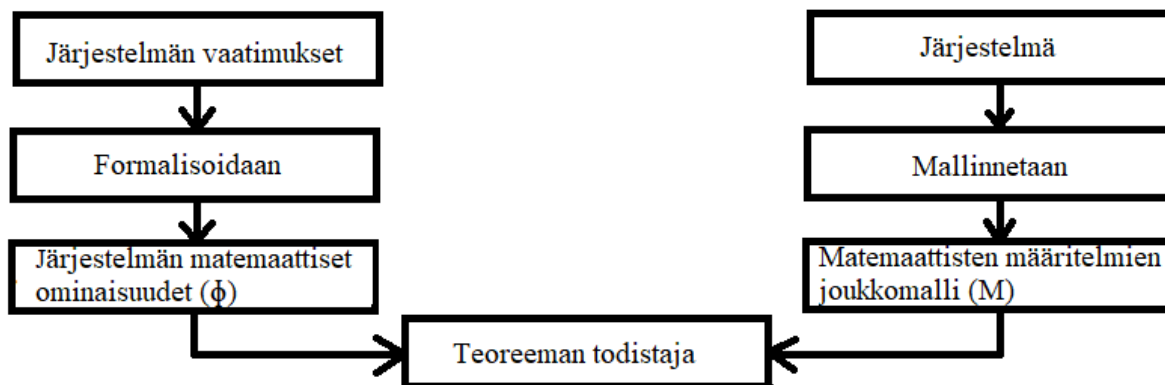 Järjestelmän vaatimukset
Formalisoidaan
Järjestelmän matemaattiset
ominaisuudet (ϕ)
Järjestelmä
Mallinnetaan
Matemaattisten määritelmien
joukkomalli (M)
Teoreeman todistaja